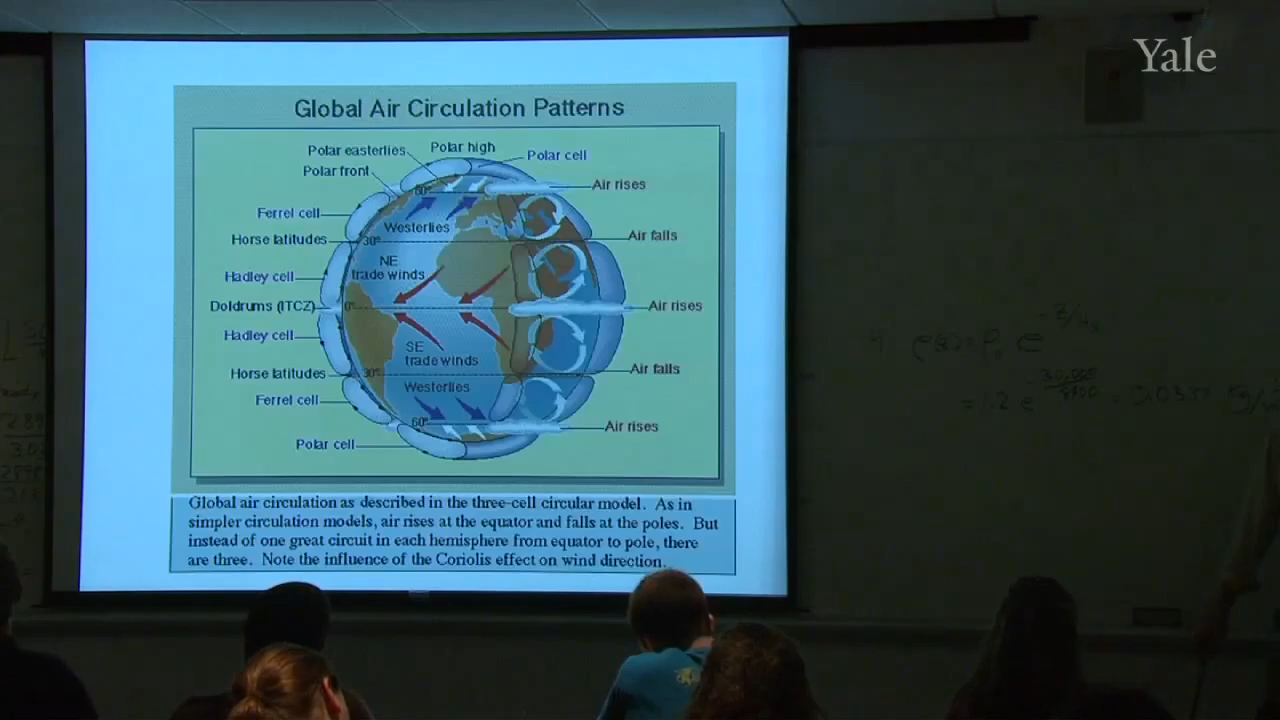 Yale
Global Air Circulation Patterns
Polar easterlies
Polar high
Polar cell
Polar front
60°
Air rises
Ferrel cell
Westerlies
Horse latitudes
30°
Air falls
NE
trade winds
Hadley cell
Doldrums (ITCZ)
0°
Air rises
Hadley cell
SE
trade winds
Horse latitudes
30°
Air falls
Westerlies
Ferrel cell
60°
Air rises
Polar cell
Global air circulation as described in the three-cell circular model. As in
simpler circulation models, air rises at the equator and falls at the poles. But
instead of one great circuit in each hemisphere from equator to pole, there
are three. Note the influence of the Coriolis effect on wind direction.